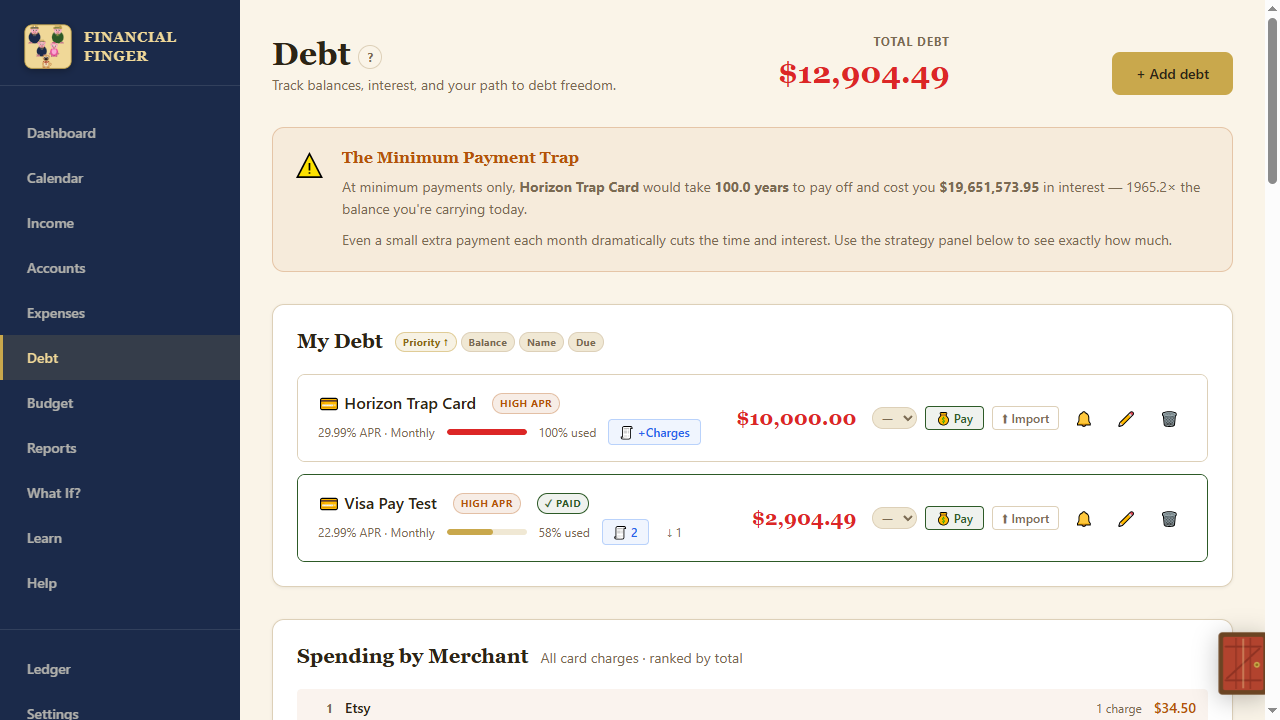 FINANCIAL
FINGER
Dashboard
Calendar
Income
Accounts
Expenses
Debt
Budget
Reports
What If?
Learn
Help
Ledger
Settings
Debt ?
Track balances, interest, and your path to debt freedom.
TOTAL DEBT
$12,904.49
+ Add debt
The Minimum Payment Trap
At minimum payments only, Horizon Trap Card would take 100.0 years to pay off and cost you $19,651,573.95 in interest — 1965.2× the
balance you're carrying today.
Even a small extra payment each month dramatically cuts the time and interest. Use the strategy panel below to see exactly how much.
My Debt Priority ↑ Balance Name Due
Horizon Trap Card HIGH APR
29.99% APR · Monthly 100% used +Charges
$10,000.00 — Pay ⬆ Import
Visa Pay Test HIGH APR ✓ PAID
22.99% APR · Monthly 58% used 2 ↓ 1
$2,904.49 — Pay ⬆ Import
Spending by Merchant All card charges · ranked by total
1 Etsy 1 charge $34.50